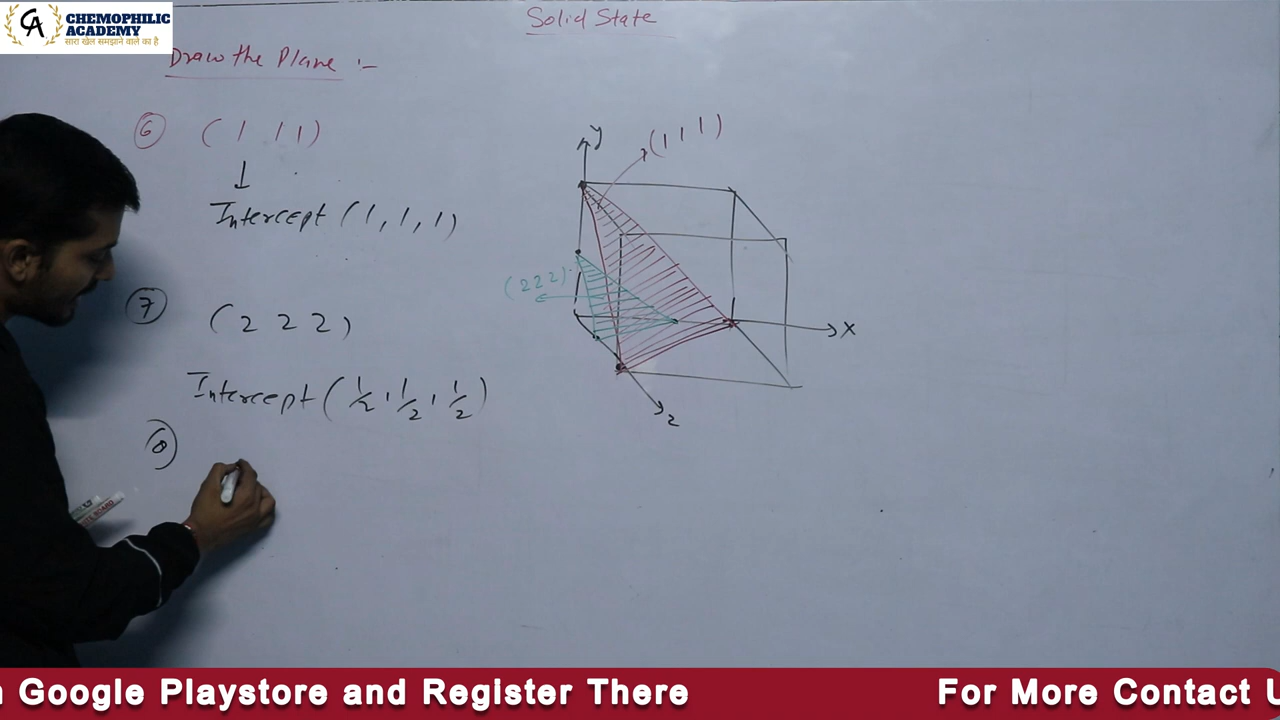 CA CHEMOPHILIC
ACADEMY
सारा खेल समझाने वाले का है
Solid State
Draw the Plane :-
6 (1 1 1)
Intercept (1, 1, 1)
7 (2 2 2)
Intercept (1/2, 1/2, 1/2)
8
y
(1 1 1)
(2 2 2)
x
z
n Google Playstore and Register There
For More Contact U